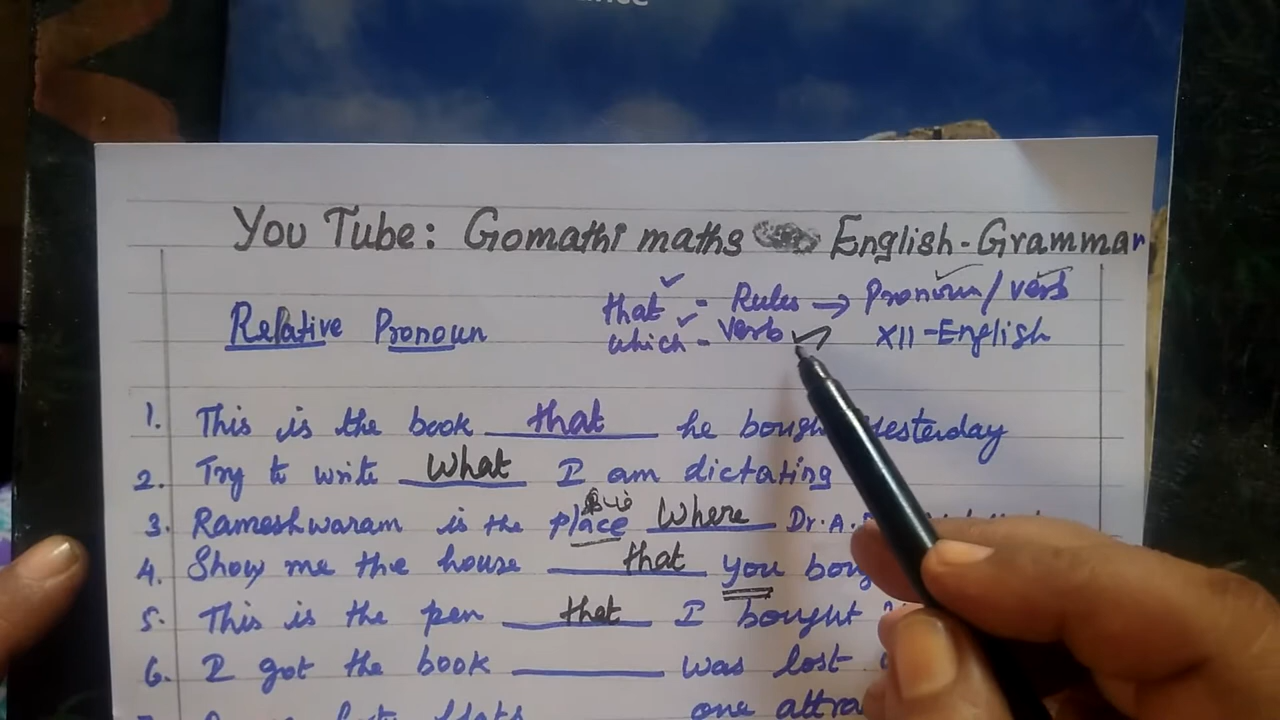 You Tube: Gomathi maths English-Grammar
that - Rules → Pronoun/verb
Relative Pronoun
which - Verb XII-English
1. This is the book that he bough yesterday
2. Try to write what I am dictating
3. Rameshwaram is the place Where Dr.A.
4. Show me the house that you
5. This is the pen that I bought
6. I got the book ______ was lost
one